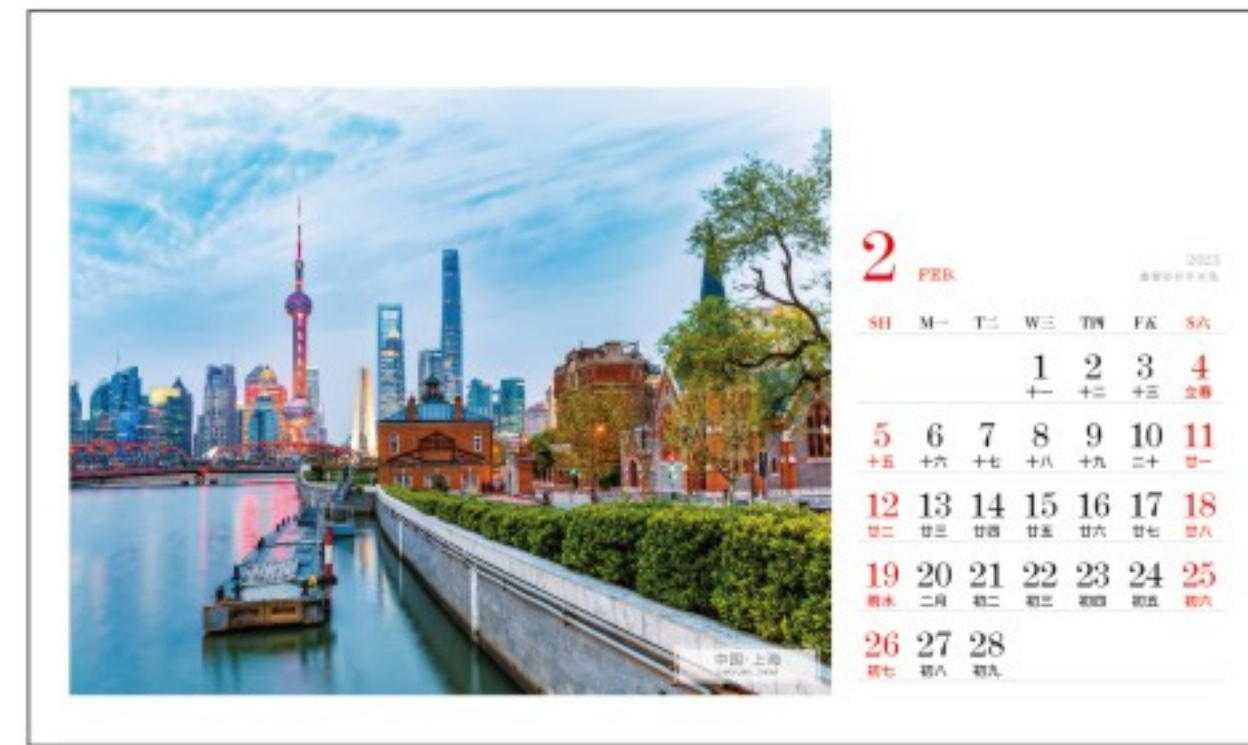 中国·上海
2 FEB.
2023
S日 M一 T二 W三 T四 F五 S六
1 2 3 4
十一 十二 十三 立春
5 6 7 8 9 10 11
十五 十六 十七 十八 十九 二十 廿一
12 13 14 15 16 17 18
廿二 廿三 廿四 廿五 廿六 廿七 廿八
19 20 21 22 23 24 25
雨水 二月 初二 初三 初四 初五 初六
26 27 28
初七 初八 初九